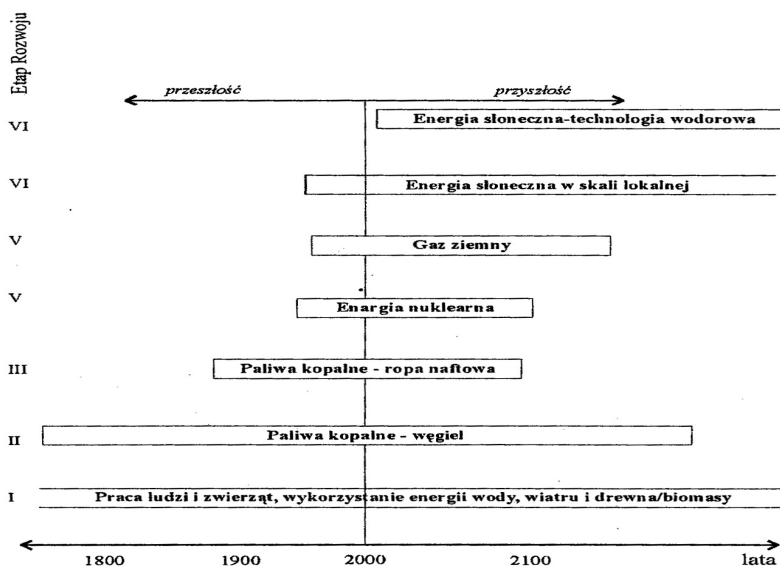 Etap Rozwoju
przeszłość przyszłość
VI Energia słoneczna-technologia wodorowa
VI Energia słoneczna w skali lokalnej
V Gaz ziemny
V Enargia nuklearna
III Paliwa kopalne - ropa naftowa
II Paliwa kopalne - węgiel
I Praca ludzi i zwierząt, wykorzystanie energii wody, wiatru i drewna/biomasy
1800 1900 2000 2100 lata